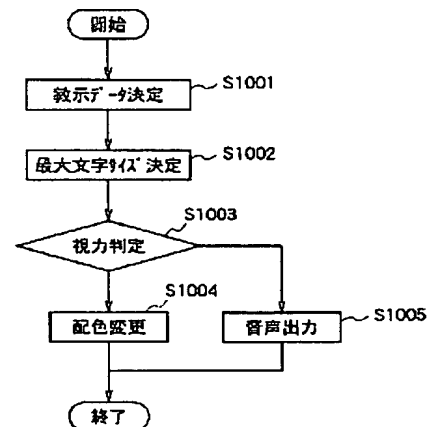 開始
教示データ決定
S1001
最大文字サイズ決定
S1002
視力判定
S1003
配色変更
S1004
音声出力
S1005
終了